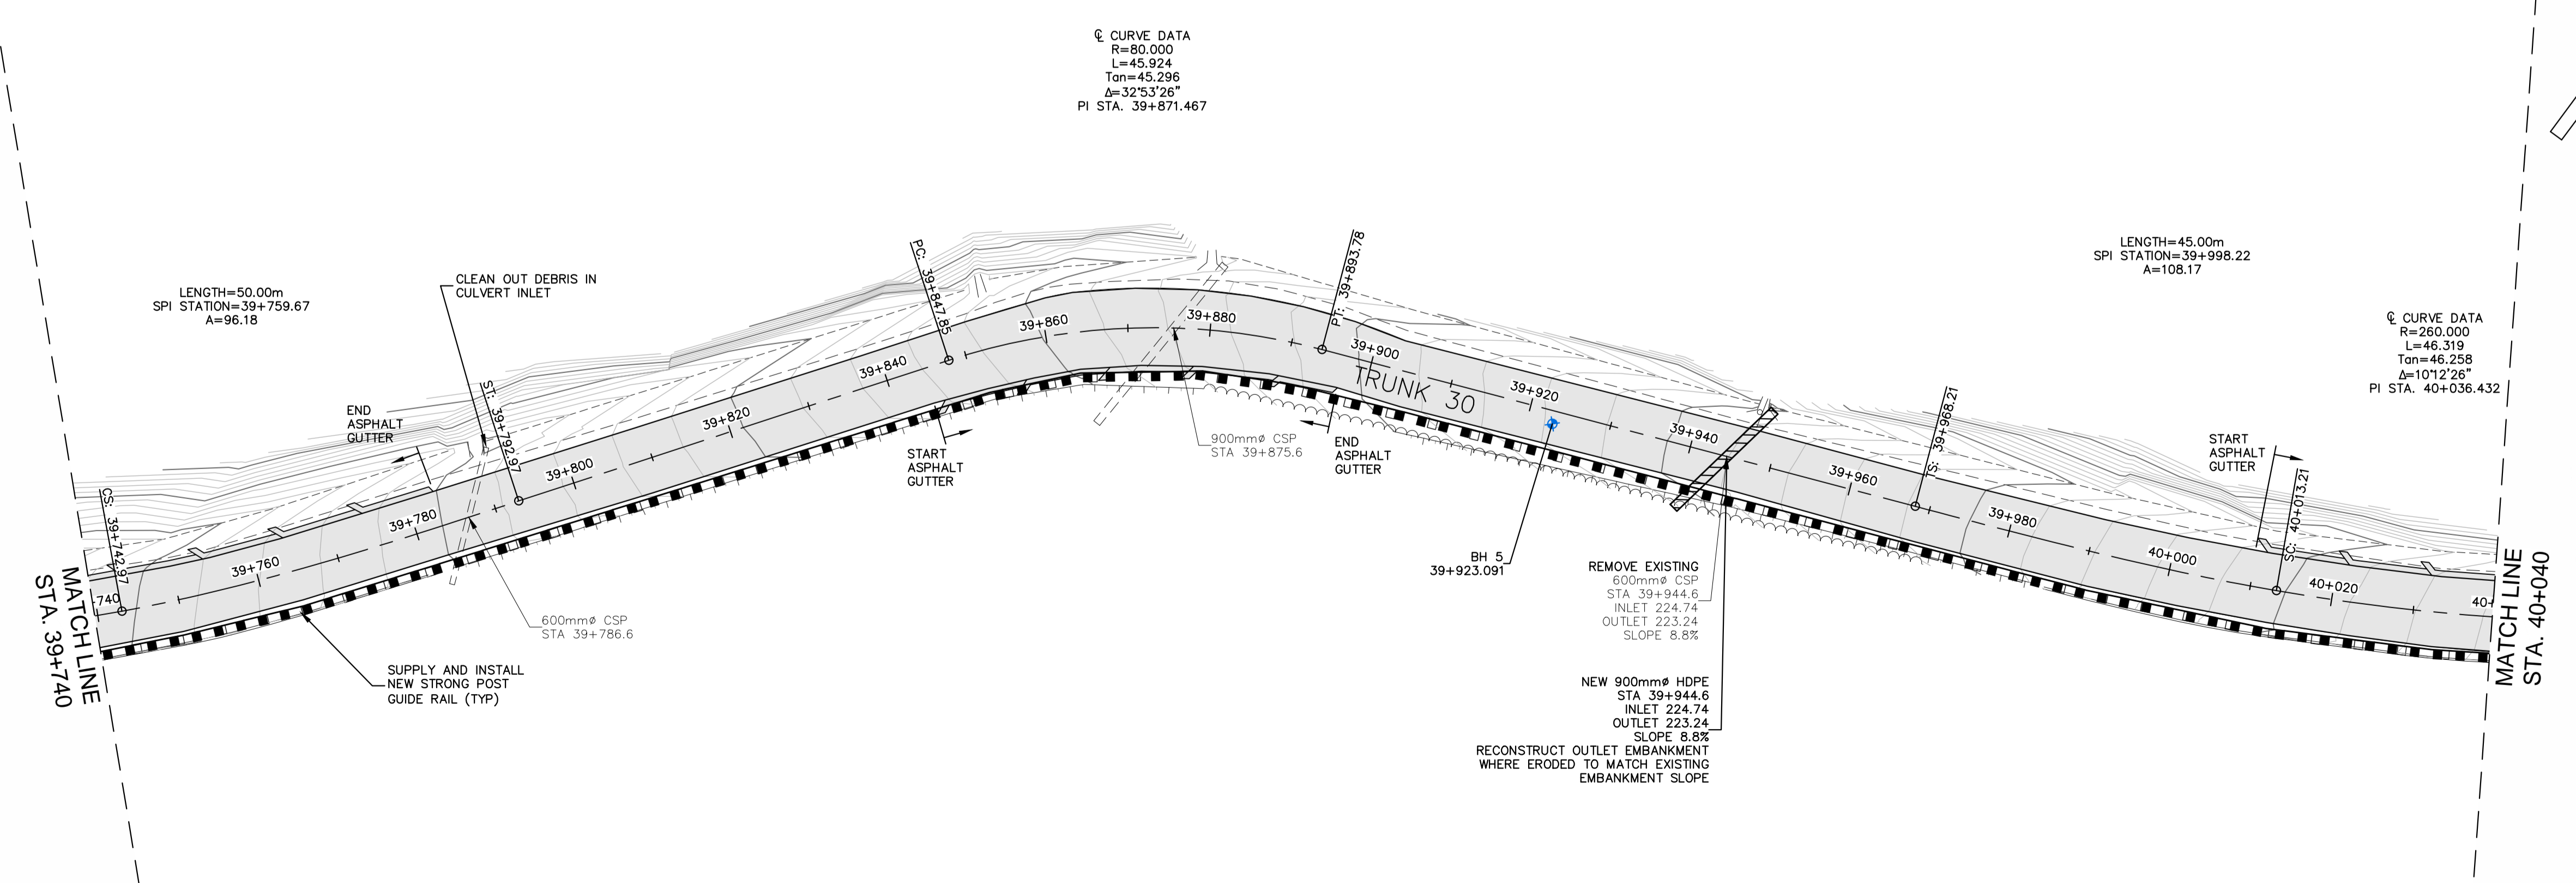 ℄ CURVE DATA
R=80.000
L=45.924
Tan=45.296
Δ=32°53'26"
PI STA. 39+871.467
LENGTH=50.00m
SPI STATION=39+759.67
A=96.18
CLEAN OUT DEBRIS IN
CULVERT INLET
LENGTH=45.00m
SPI STATION=39+998.22
A=108.17
℄ CURVE DATA
R=260.000
L=46.319
Tan=46.258
Δ=10°12'26"
PI STA. 40+036.432
CS: 39+742.97
ST: 39+792.97
PC: 39+847.85
PT: 39+893.78
TS: 39+968.21
SC: 40+013.21
END
ASPHALT
GUTTER
START
ASPHALT
GUTTER
END
ASPHALT
GUTTER
START
ASPHALT
GUTTER
740
39+760
39+780
39+800
39+820
39+840
39+860
39+880
39+900
39+920
39+940
39+960
39+980
40+000
40+020
40+
TRUNK 30
900mmø CSP
STA 39+875.6
600mmø CSP
STA 39+786.6
SUPPLY AND INSTALL
NEW STRONG POST
GUIDE RAIL (TYP)
BH 5
39+923.091
REMOVE EXISTING
600mmø CSP
STA 39+944.6
INLET 224.74
OUTLET 223.24
SLOPE 8.8%
NEW 900mmø HDPE
STA 39+944.6
INLET 224.74
OUTLET 223.24
SLOPE 8.8%
RECONSTRUCT OUTLET EMBANKMENT
WHERE ERODED TO MATCH EXISTING
EMBANKMENT SLOPE
MATCH LINE
STA. 39+740
MATCH LINE
STA. 40+040